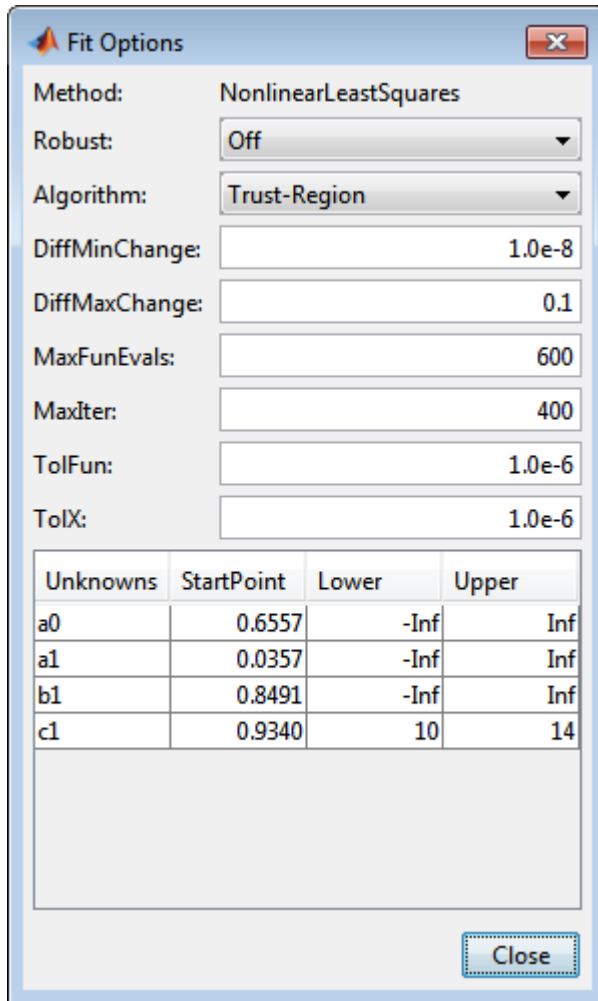 Fit Options
Method: NonlinearLeastSquares
Robust: Off
Algorithm: Trust-Region
DiffMinChange: 1.0e-8
DiffMaxChange: 0.1
MaxFunEvals: 600
MaxIter: 400
TolFun: 1.0e-6
TolX: 1.0e-6
Unknowns StartPoint Lower Upper
a0 0.6557 -Inf Inf
a1 0.0357 -Inf Inf
b1 0.8491 -Inf Inf
c1 0.9340 10 14
Close